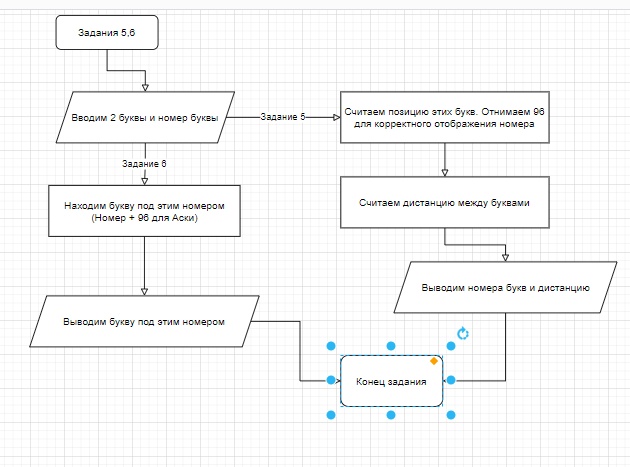 Задания 5,6
Вводим 2 буквы и номер буквы
Задание 5
Считаем позицию этих букв. Отнимаем 96
для корректного отображения номера
Задание 6
Находим букву под этим номером
(Номер + 96 для Аски)
Считаем дистанцию между буквами
Выводим номера букв и дистанцию
Выводим букву под этим номером
Конец задания